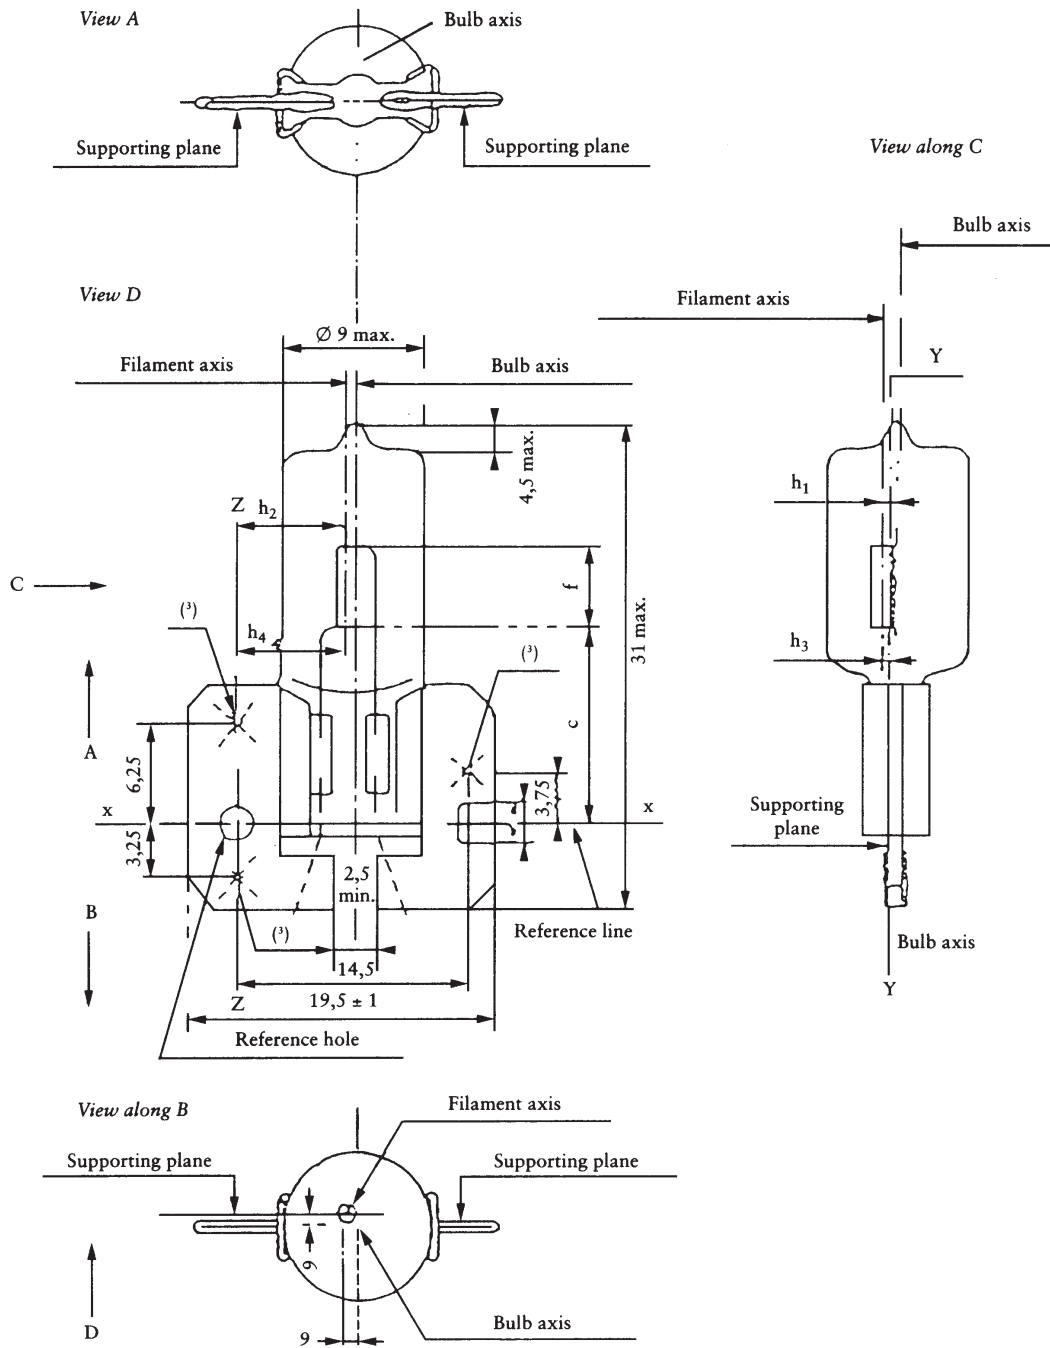 View A
Bulb axis
Supporting plane
Supporting plane
View along C
Bulb axis
View D
Filament axis
Ø 9 max.
Filament axis
Bulb axis
Y
4,5 max.
Z
h2
h1
C
f
(³)
31 max.
h4
(³)
h3
A
c
6,25
x
3,75
x
Supporting
plane
3,25
2,5
min.
B
(³)
Reference line
Bulb axis
14,5
Z
19,5 ± 1
Y
Reference hole
View along B
Filament axis
Supporting plane
Supporting plane
9
D
Bulb axis
9